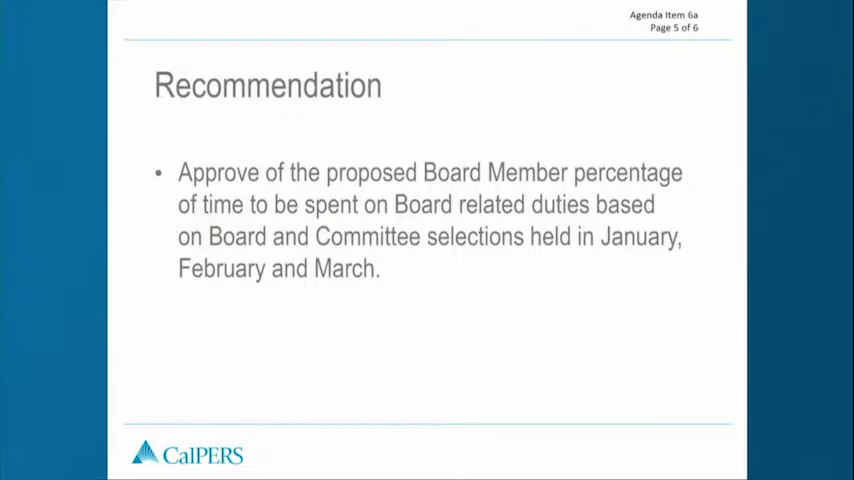 Agenda Item 6a
Page 5 of 6
Recommendation
• Approve of the proposed Board Member percentage
of time to be spent on Board related duties based
on Board and Committee selections held in January,
February and March.
CalPERS